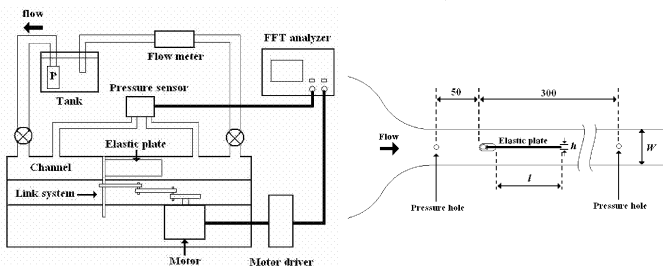 flow
P
Tank
Flow meter
FFT analyzer
Pressure sensor
Elastic plate
Channel
Link system
Motor
Motor driver
50
300
Flow
Elastic plate
h
W
l
Pressure hole
Pressure hole